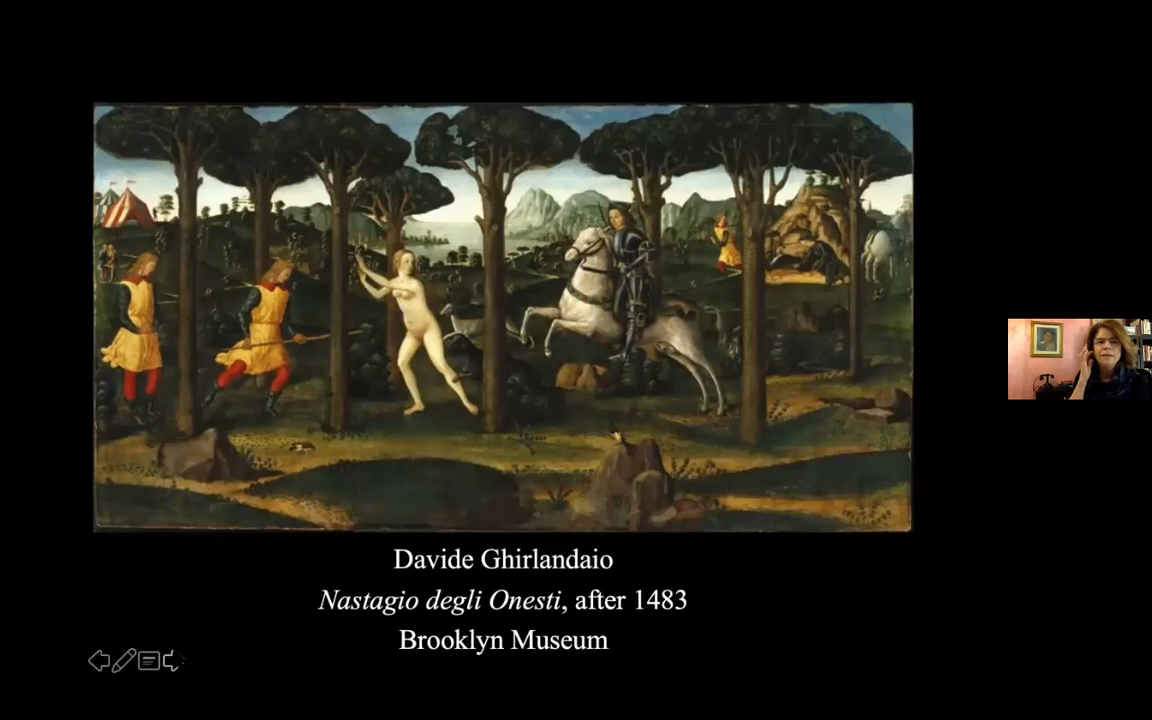 Davide Ghirlandaio
Nastagio degli Onesti, after 1483
Brooklyn Museum